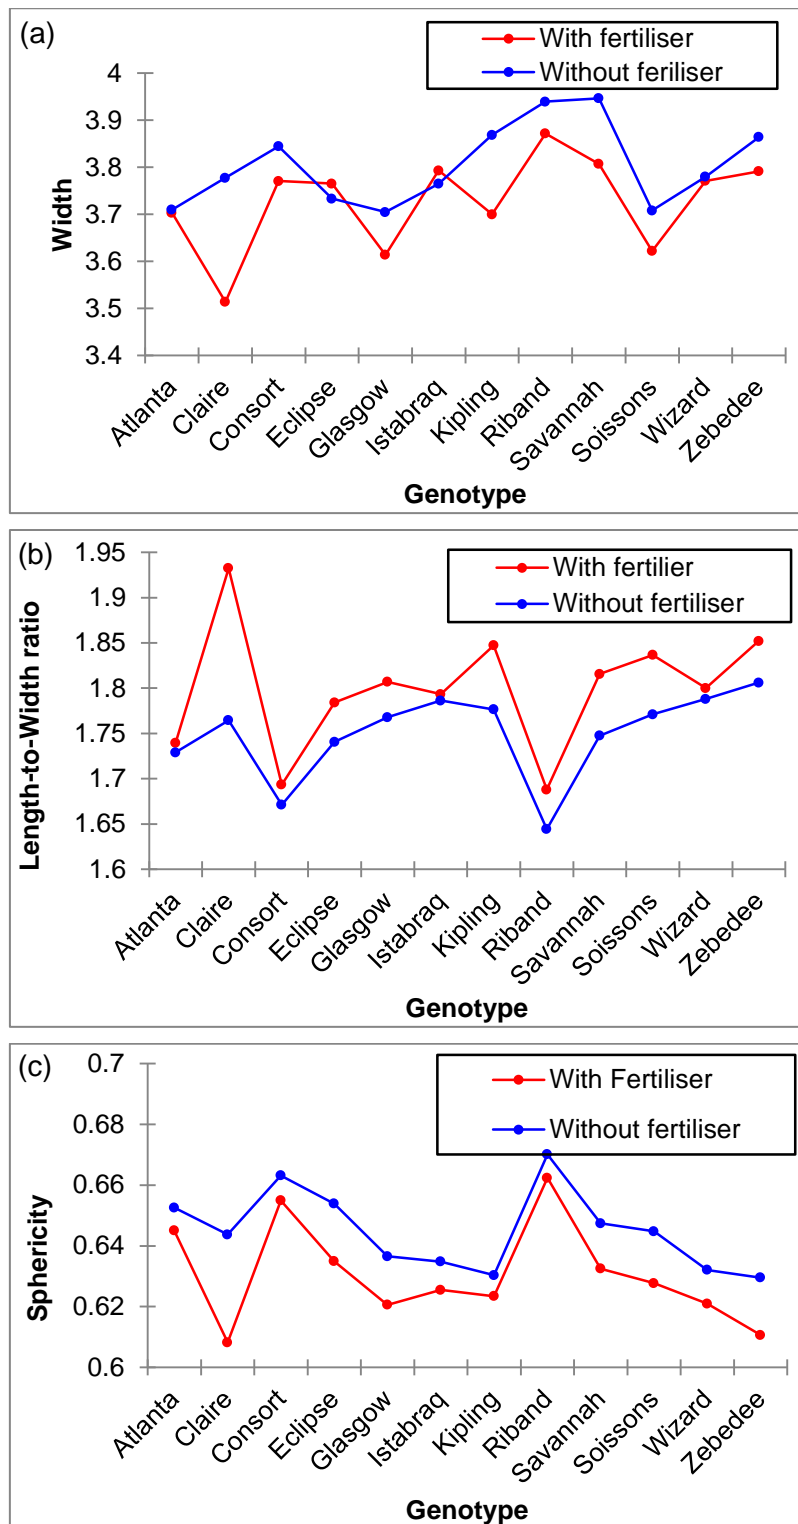 (a)
With fertiliser
Without feriliser
4
3.9
3.8
3.7
3.6
3.5
3.4
Width
Atlanta
Claire
Consort
Eclipse
Glasgow
Istabraq
Kipling
Riband
Savannah
Soissons
Wizard
Zebedee
Genotype
(b)
With fertilier
Without fertiliser
1.95
1.9
1.85
1.8
1.75
1.7
1.65
1.6
Length-to-Width ratio
Atlanta
Claire
Consort
Eclipse
Glasgow
Istabraq
Kipling
Riband
Savannah
Soissons
Wizard
Zebedee
Genotype
(c)
With Fertiliser
Without fertiliser
0.7
0.68
0.66
0.64
0.62
0.6
Sphericity
Atlanta
Claire
Consort
Eclipse
Glasgow
Istabraq
Kipling
Riband
Savannah
Soissons
Wizard
Zebedee
Genotype